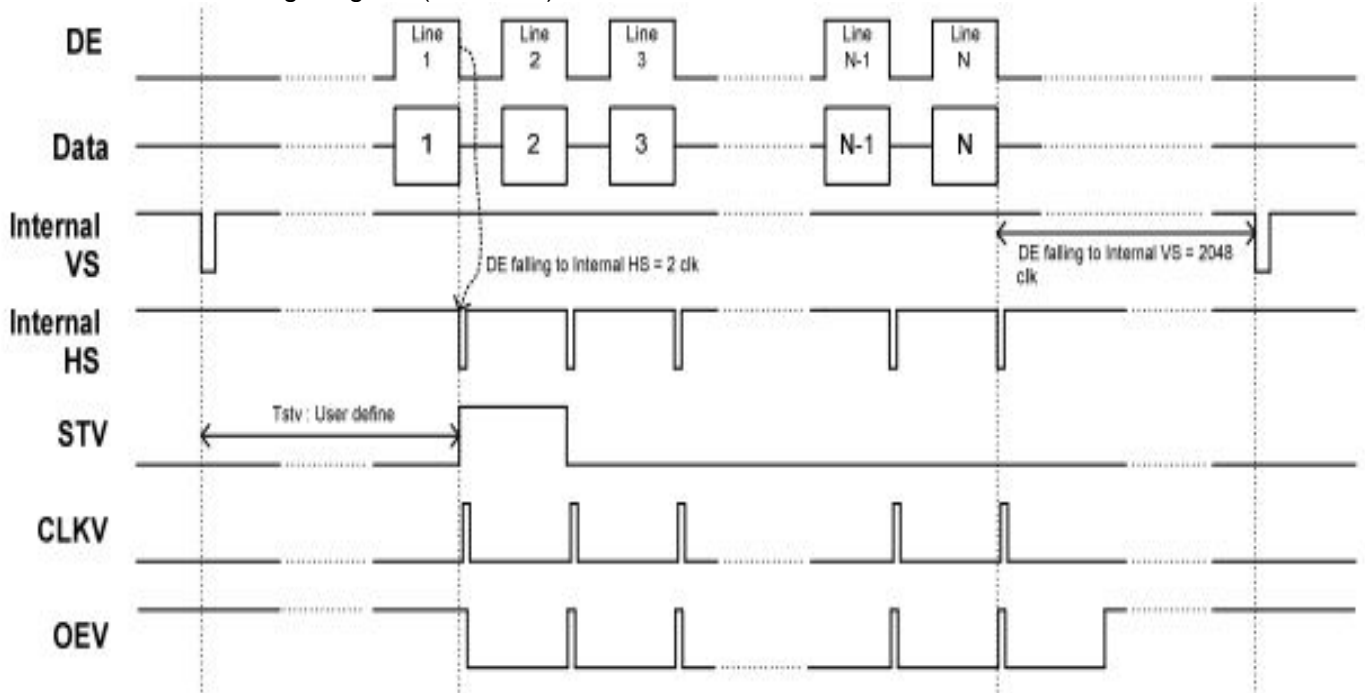 DE
Line
1
Line
2
Line
3
Line
N-1
Line
N
Data
1
2
3
N-1
N
Internal
VS
DE falling to Internal HS = 2 clk
DE falling to Internal VS = 2048
clk
Internal
HS
Tstv : User define
STV
CLKV
OEV